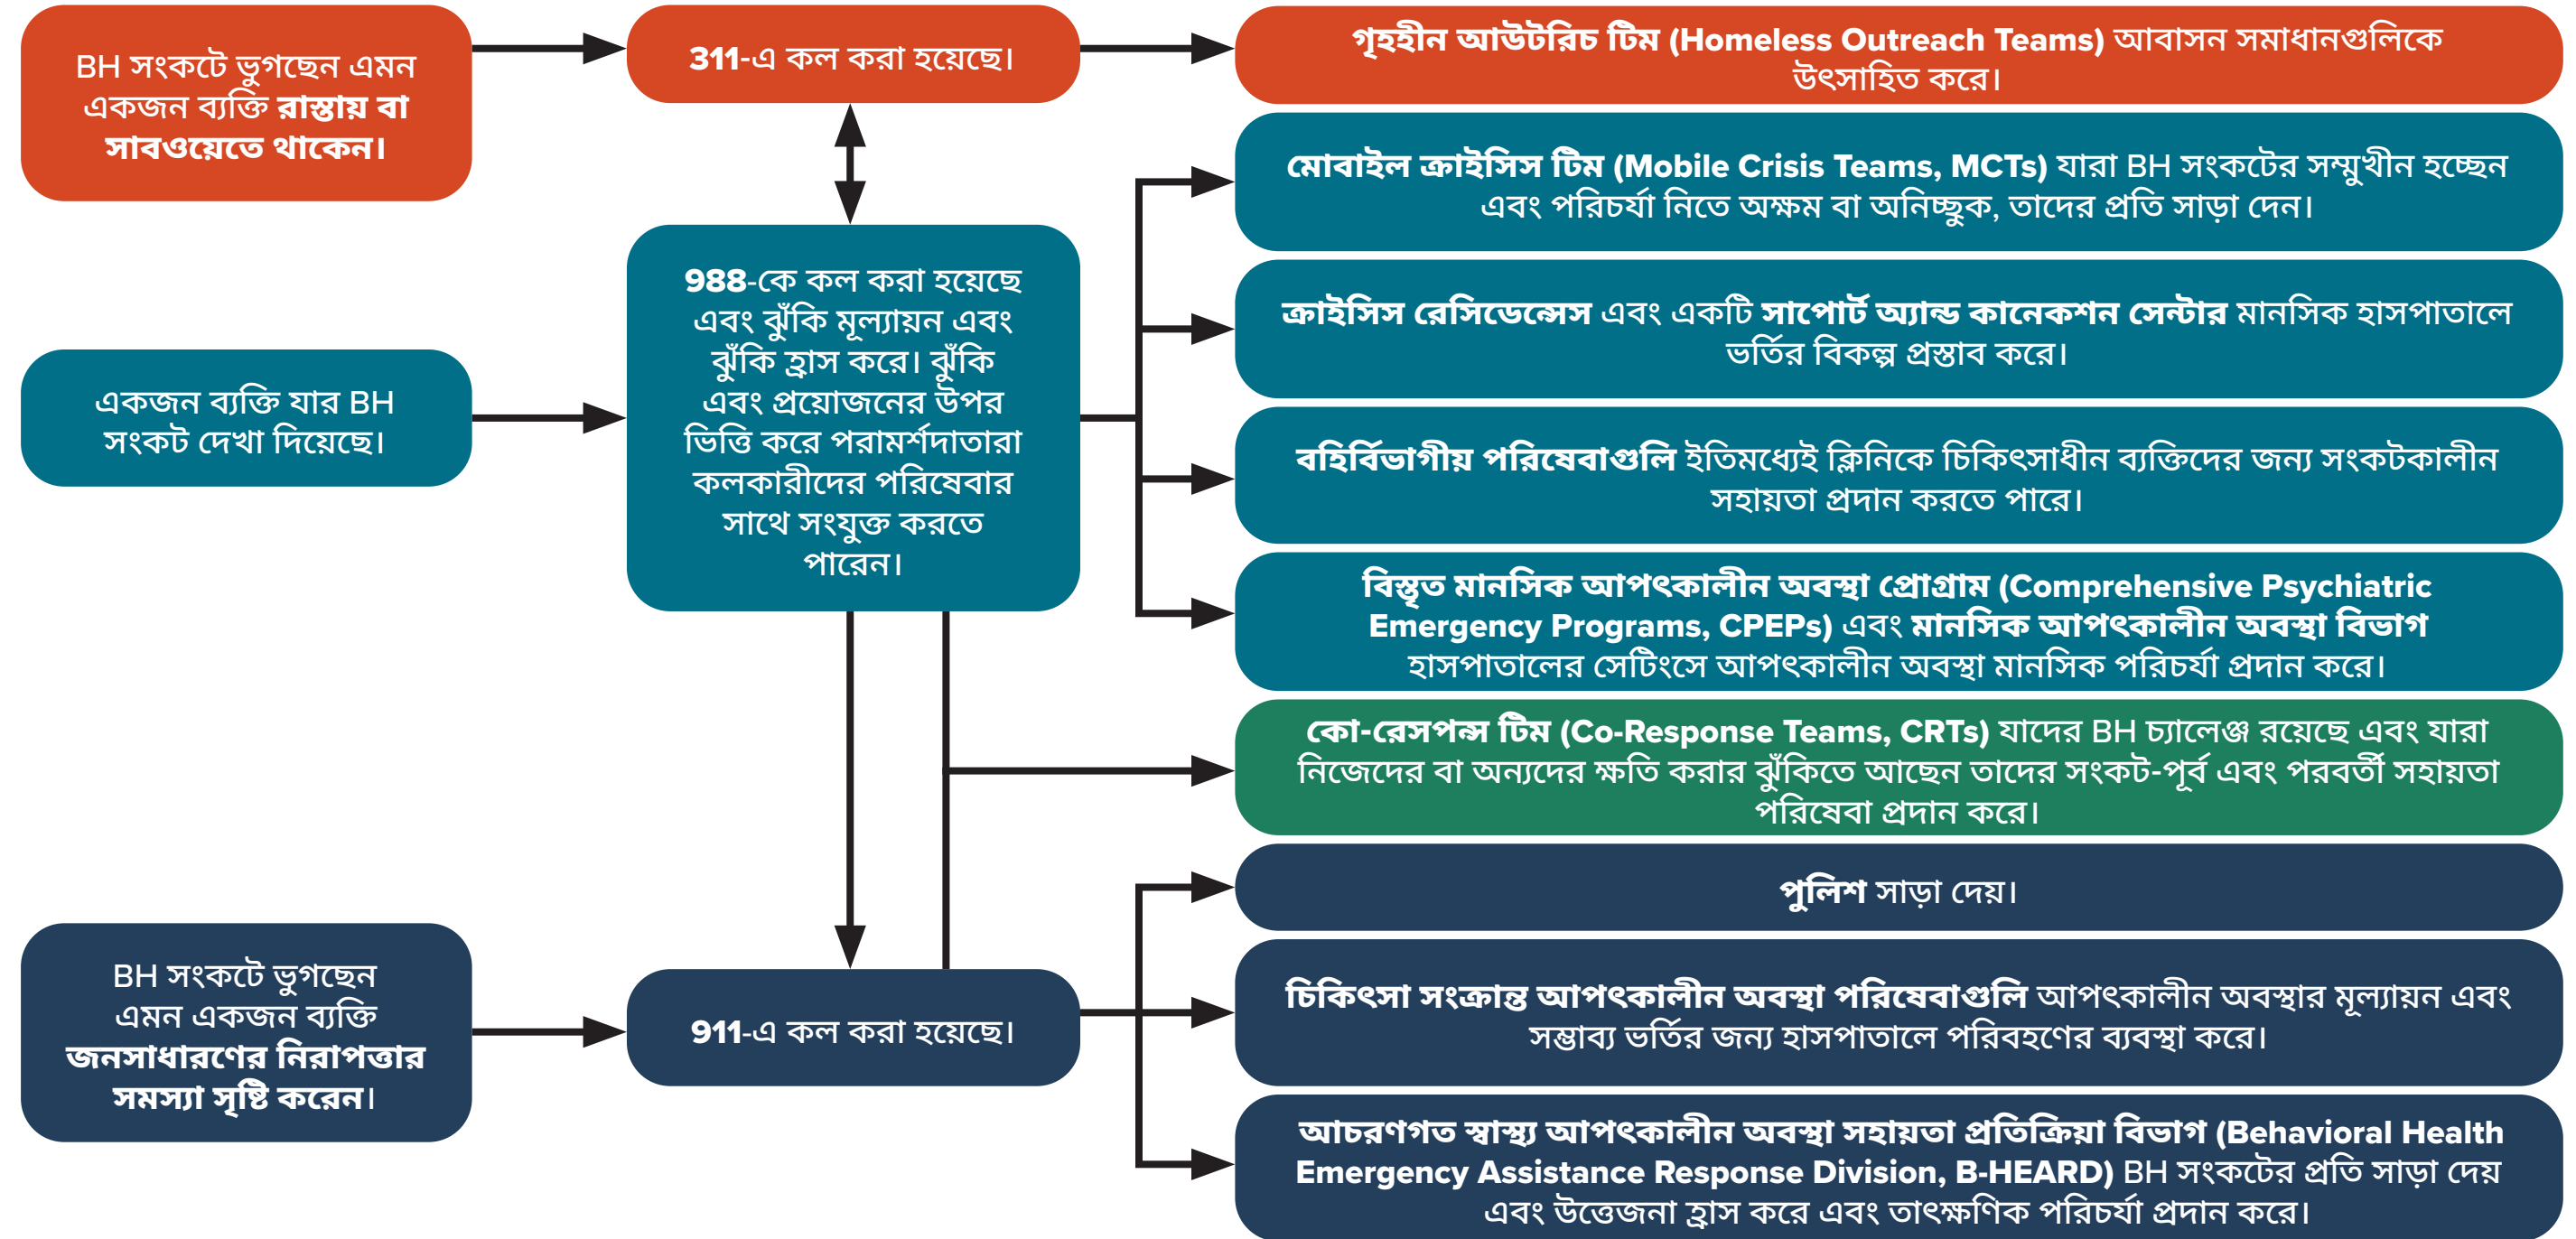 BH সংকটে ভুগছেন এমন
একজন ব্যক্তি রাস্তায় বা
সাবওয়েতে থাকেন।
311-এ কল করা হয়েছে।
গৃহহীন আউটরিচ টিম (Homeless Outreach Teams) আবাসন সমাধানগুলিকে
উৎসাহিত করে।
মোবাইল ক্রাইসিস টিম (Mobile Crisis Teams, MCTs) যারা BH সংকটের সম্মুখীন হচ্ছেন
এবং পরিচর্যা নিতে অক্ষম বা অনিচ্ছুক, তাদের প্রতি সাড়া দেন।
একজন ব্যক্তি যার BH
সংকট দেখা দিয়েছে।
988-কে কল করা হয়েছে
এবং ঝুঁকি মূল্যায়ন এবং
ঝুঁকি হ্রাস করে। ঝুঁকি
এবং প্রয়োজনের উপর
ভিত্তি করে পরামর্শদাতারা
কলকারীদের পরিষেবার
সাথে সংযুক্ত করতে
পারেন।
ক্রাইসিস রেসিডেন্সেস এবং একটি সাপোর্ট অ্যান্ড কানেকশন সেন্টার মানসিক হাসপাতালে
ভর্তির বিকল্প প্রস্তাব করে।
বহির্বিভাগীয় পরিষেবাগুলি ইতিমধ্যেই ক্লিনিকে চিকিৎসাধীন ব্যক্তিদের জন্য সংকটকালীন
সহায়তা প্রদান করতে পারে।
বিস্তৃত মানসিক আপৎকালীন অবস্থা প্রোগ্রাম (Comprehensive Psychiatric
Emergency Programs, CPEPs) এবং মানসিক আপৎকালীন অবস্থা বিভাগ
হাসপাতালের সেটিংসে আপৎকালীন অবস্থা মানসিক পরিচর্যা প্রদান করে।
কো-রেসপন্স টিম (Co-Response Teams, CRTs) যাদের BH চ্যালেঞ্জ রয়েছে এবং যারা
নিজেদের বা অন্যদের ক্ষতি করার ঝুঁকিতে আছেন তাদের সংকট-পূর্ব এবং পরবর্তী সহায়তা
পরিষেবা প্রদান করে।
BH সংকটে ভুগছেন
এমন একজন ব্যক্তি
জনসাধারণের নিরাপত্তার
সমস্যা সৃষ্টি করেন।
911-এ কল করা হয়েছে।
পুলিশ সাড়া দেয়।
চিকিৎসা সংক্রান্ত আপৎকালীন অবস্থা পরিষেবাগুলি আপৎকালীন অবস্থার মূল্যায়ন এবং
সম্ভাব্য ভর্তির জন্য হাসপাতালে পরিবহণের ব্যবস্থা করে।
আচরণগত স্বাস্থ্য আপৎকালীন অবস্থা সহায়তা প্রতিক্রিয়া বিভাগ (Behavioral Health
Emergency Assistance Response Division, B-HEARD) BH সংকটের প্রতি সাড়া দেয়
এবং উত্তেজনা হ্রাস করে এবং তাৎক্ষণিক পরিচর্যা প্রদান করে।